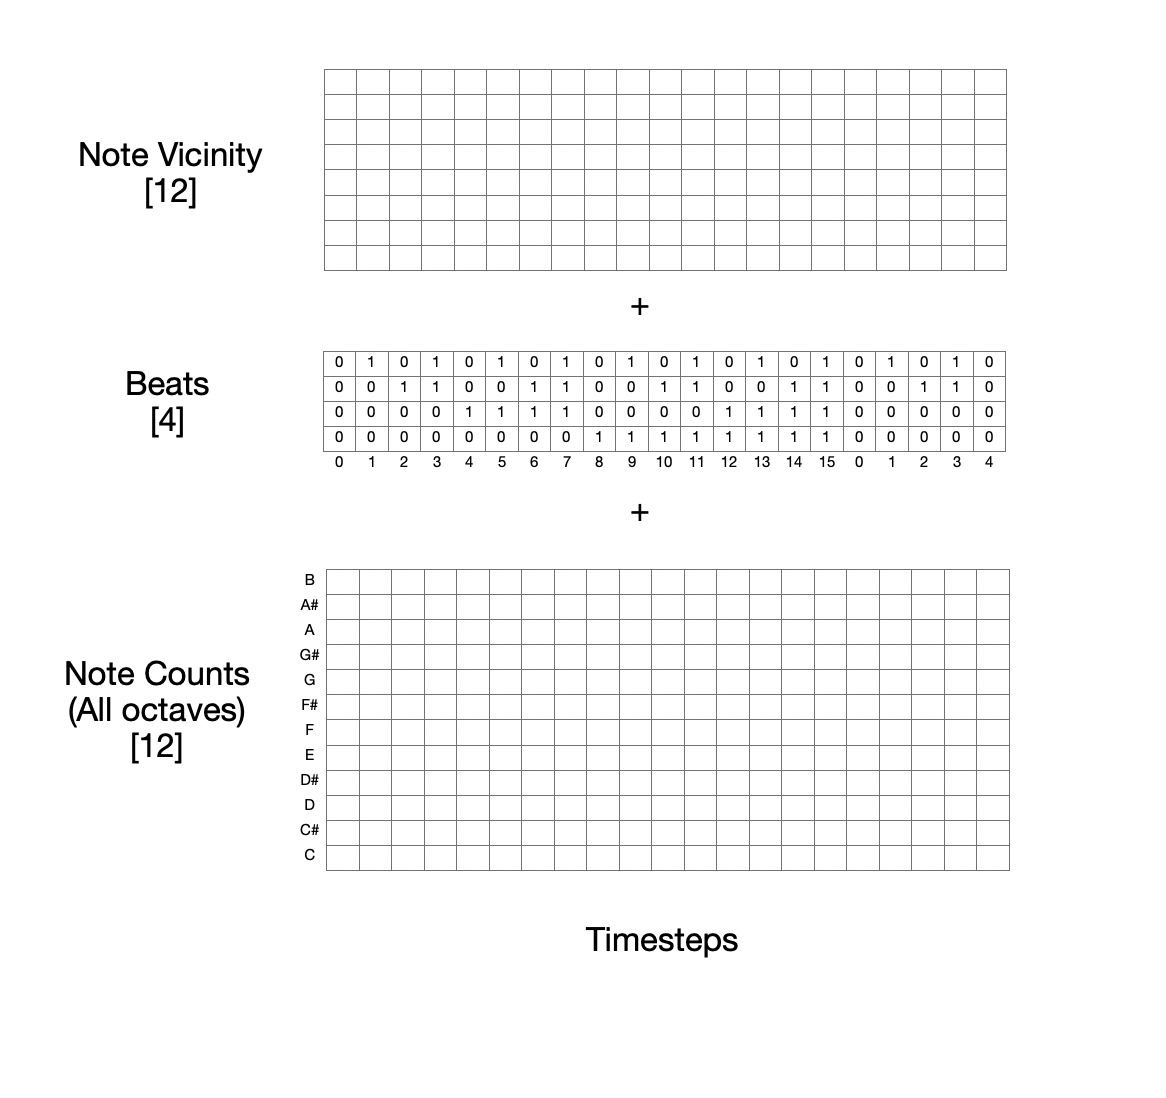 Note Vicinity
[12]
+
Beats
[4]
0 1 0 1 0 1 0 1 0 1 0 1 0 1 0 1 0 1 0 1 0
0 0 1 1 0 0 1 1 0 0 1 1 0 0 1 1 0 0 1 1 0
0 0 0 0 1 1 1 1 0 0 0 0 1 1 1 1 0 0 0 0 0
0 0 0 0 0 0 0 0 1 1 1 1 1 1 1 1 0 0 0 0 0
0 1 2 3 4 5 6 7 8 9 10 11 12 13 14 15 0 1 2 3 4
+
Note Counts
(All octaves)
[12]
B
A#
A
G#
G
F#
F
E
D#
D
C#
C
Timesteps